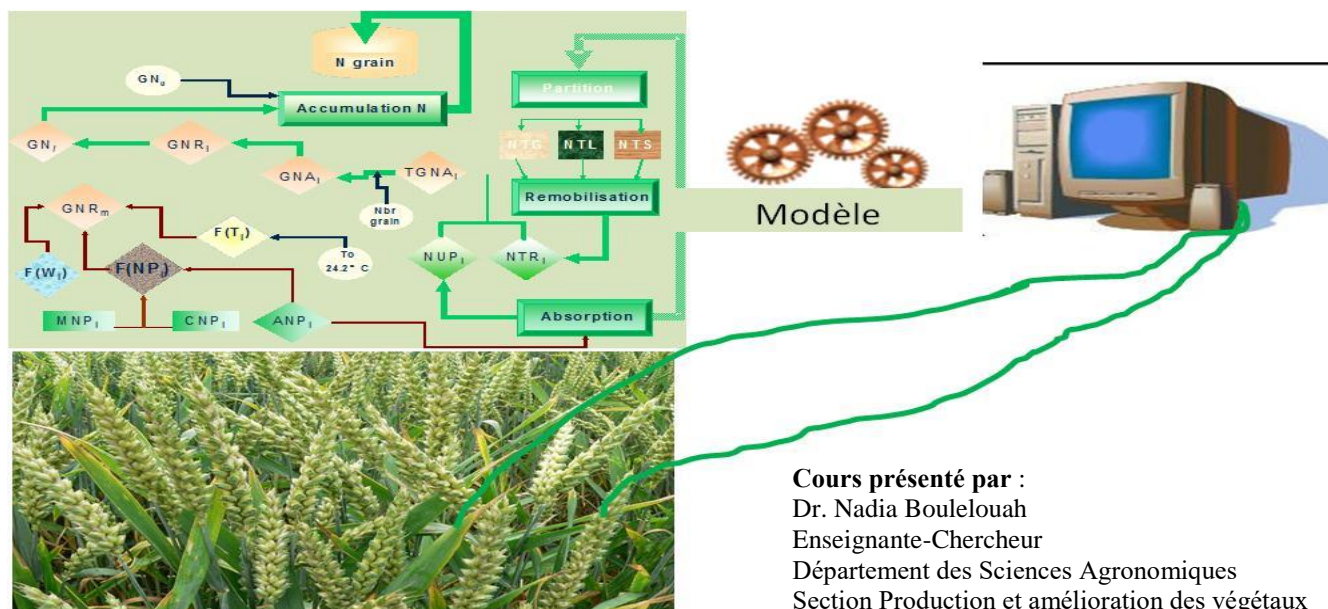 N grain
GNo
Accumulation N
Partition
GNi
GNRi
NTG
NTL
NTS
GNAi
TGNAi
Remobilisation
Nbr
grain
Modèle
GNRm
F(Ti)
To
24.2° C
F(Wi)
F(NPi)
NUPi
NTRi
MNPi
CNPi
ANPi
Absorption
Cours présenté par :
Dr. Nadia Boulelouah
Enseignante-Chercheur
Département des Sciences Agronomiques
Section Production et amélioration des végétaux